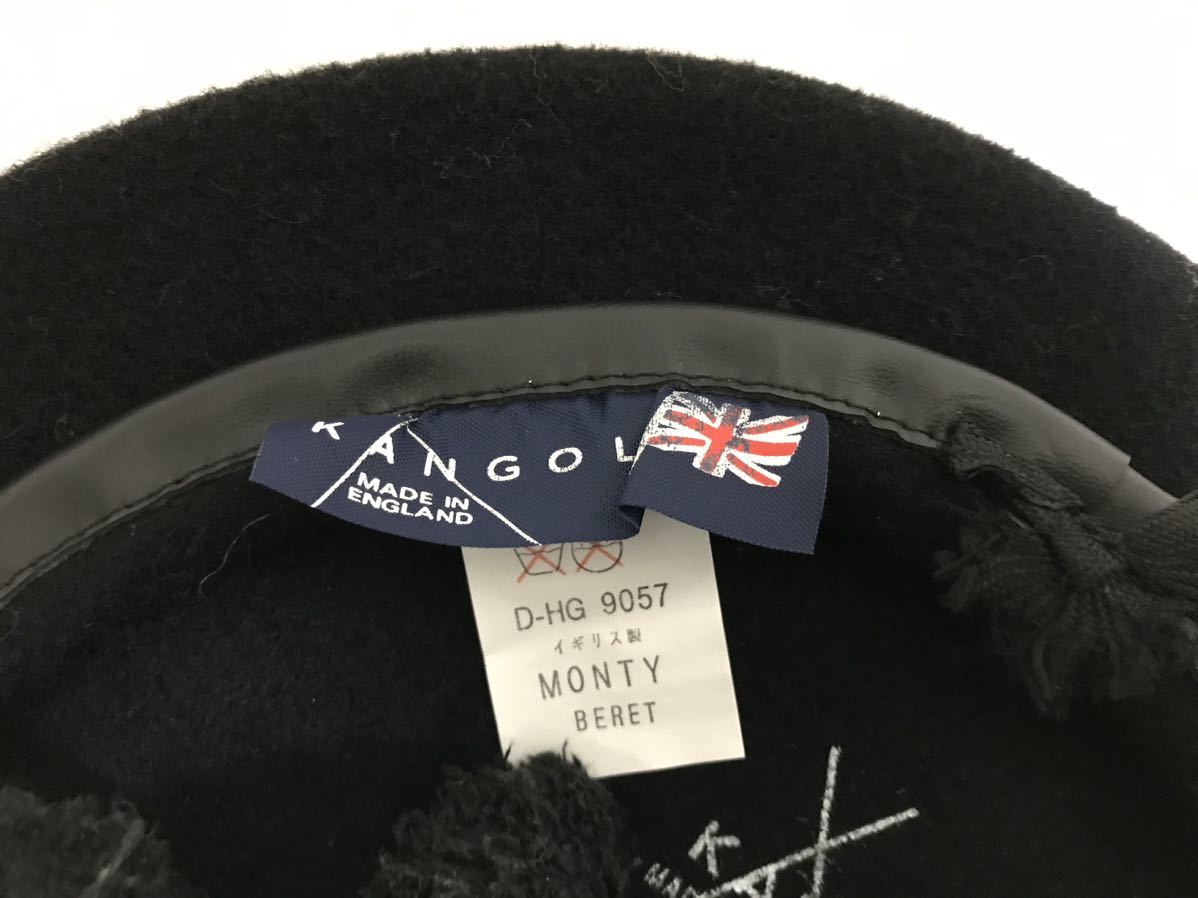 KANGOL
MADE IN
ENGLAND
D-HG 9057
イギリス製
MONTY
BERET
K